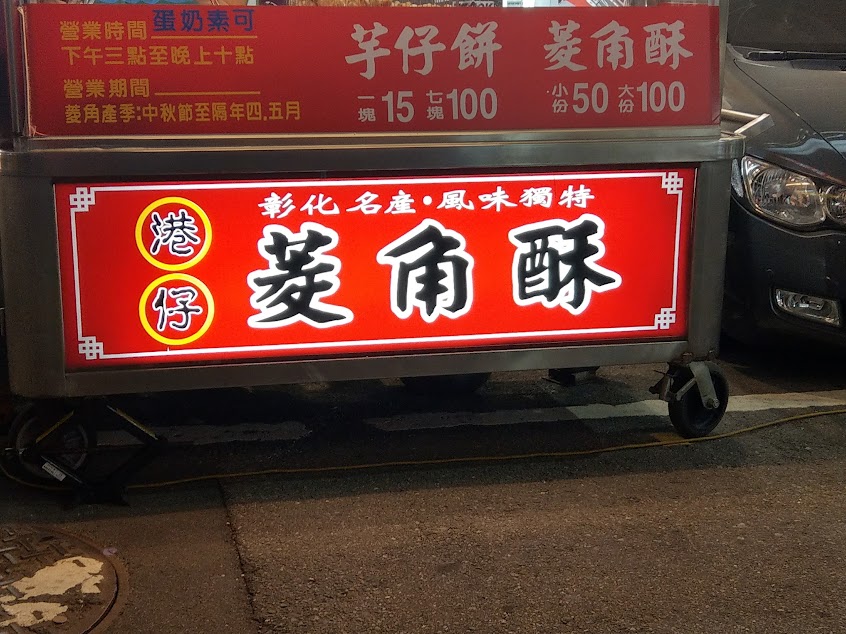 營業時間 蛋奶素可
下午三點至晚上十點
營業期間
菱角產季:中秋節至隔年四,五月
芋仔餅
一塊15 七塊100
菱角酥
小份50 大份100
彰化名產•風味獨特
港仔
菱角酥